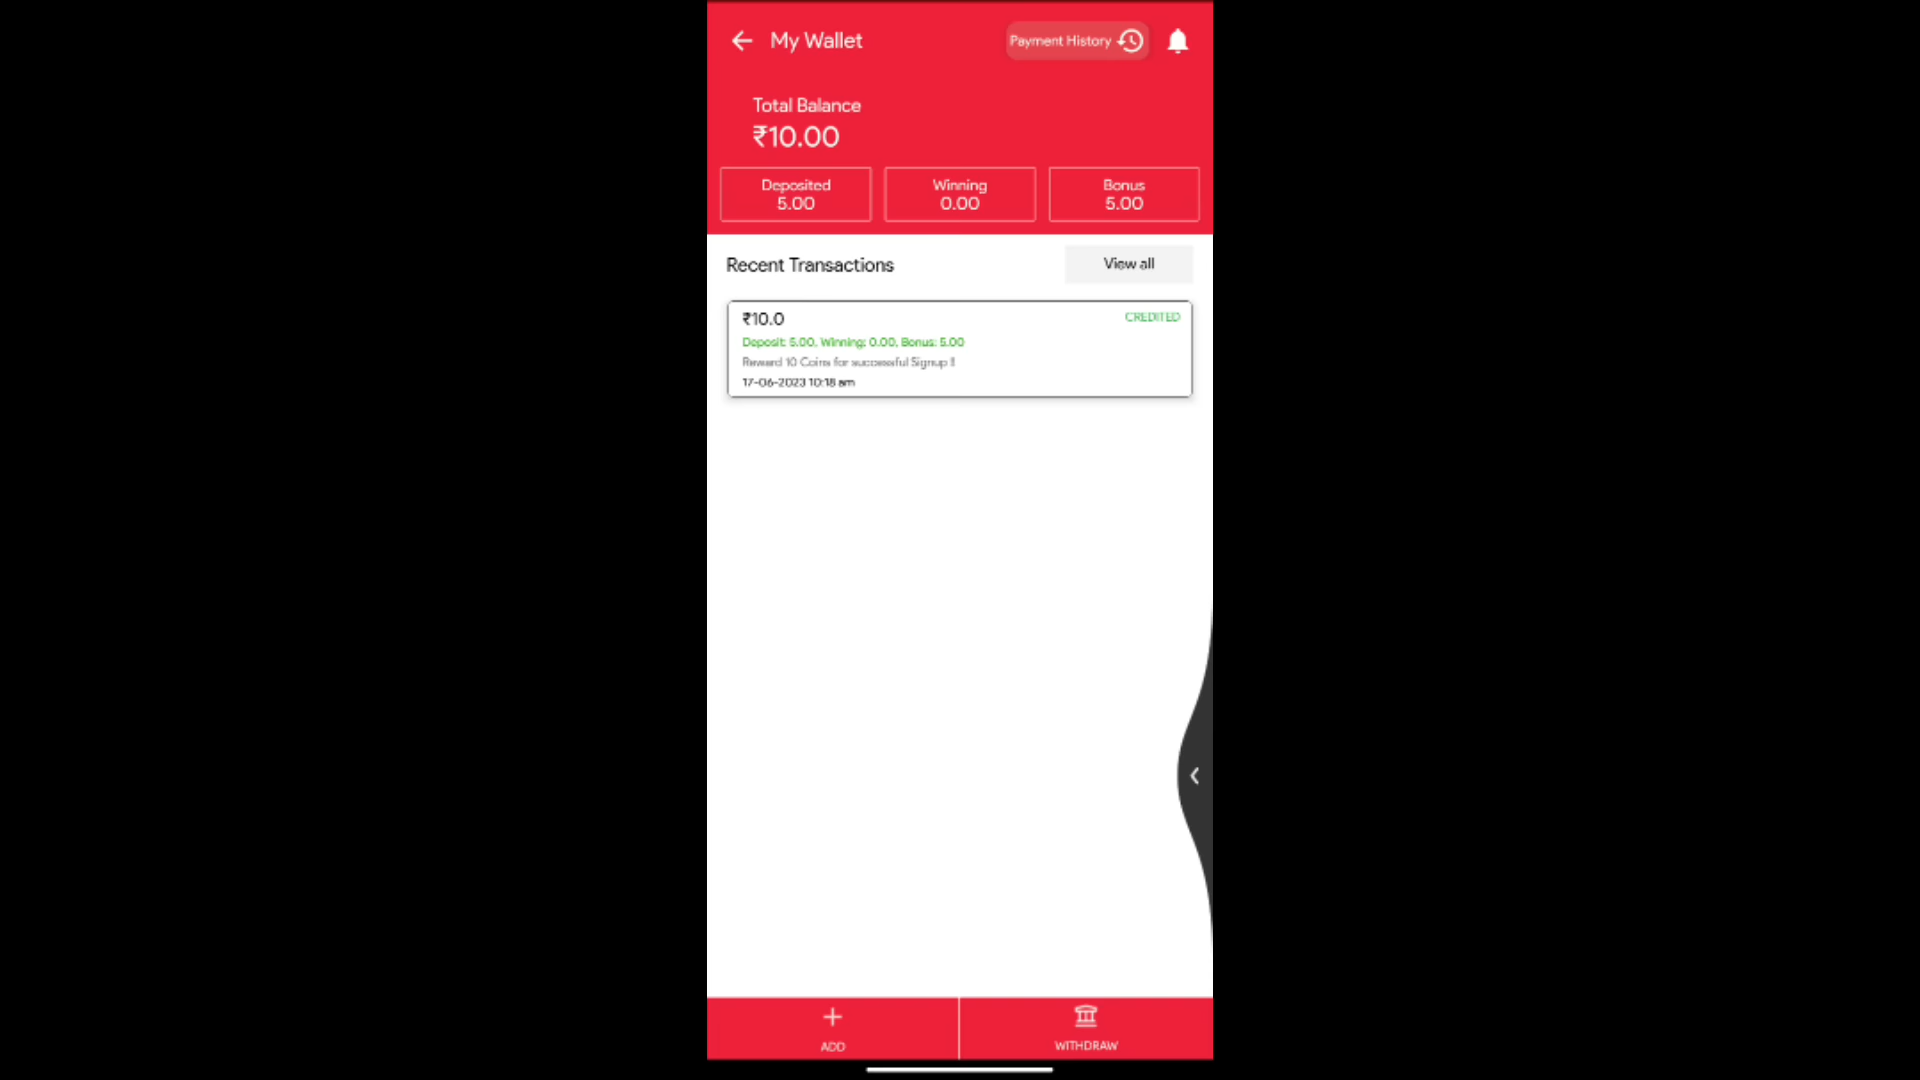 My Wallet
Payment History
Total Balance
₹10.00
Deposited
5.00
Winning
0.00
Bonus
5.00
Recent Transactions
View all
₹10.0
CREDITED
Deposit: 5.00, Winning: 0.00, Bonus: 5.00
Reward 10 Coins for successful Signup !!
17-06-2023 10:18 am
ADD
WITHDRAW